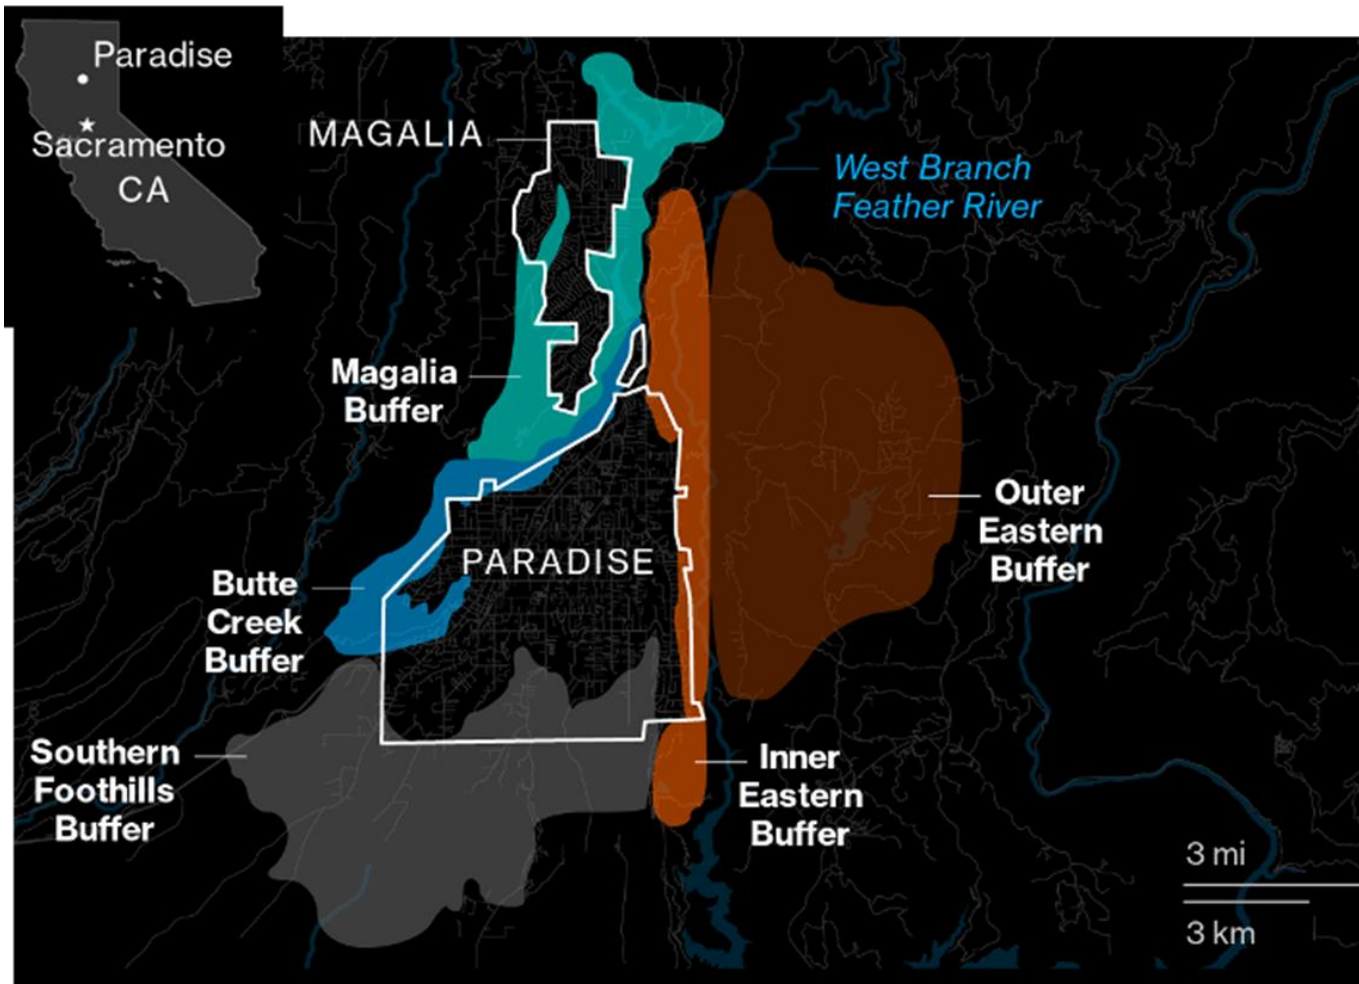 Paradise
Sacramento
CA
MAGALIA
West Branch
Feather River
Magalia
Buffer
Outer
Eastern
Buffer
PARADISE
Butte
Creek
Buffer
Southern
Foothills
Buffer
Inner
Eastern
Buffer
3 mi
3 km